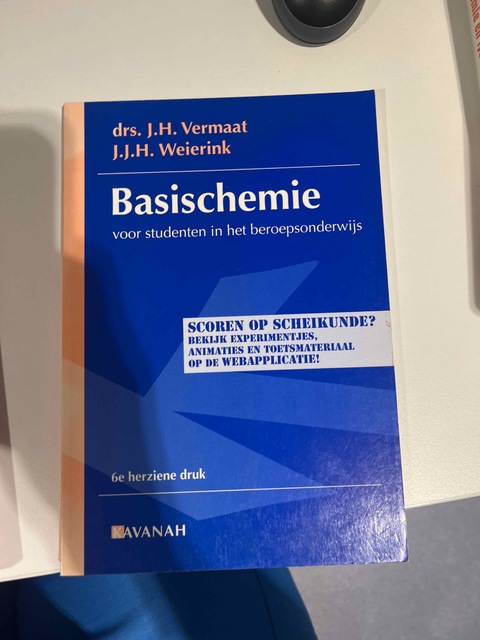 drs. J.H. Vermaat
J.J.H. Weierink
Basischemie
voor studenten in het beroepsonderwijs
SCOREN OP SCHEIKUNDE?
BEKIJK EXPERIMENTJES,
ANIMATIES EN TOETSMATERIAAL
OP DE WEBAPPLICATIE!
6e herziene druk
KAVANAH